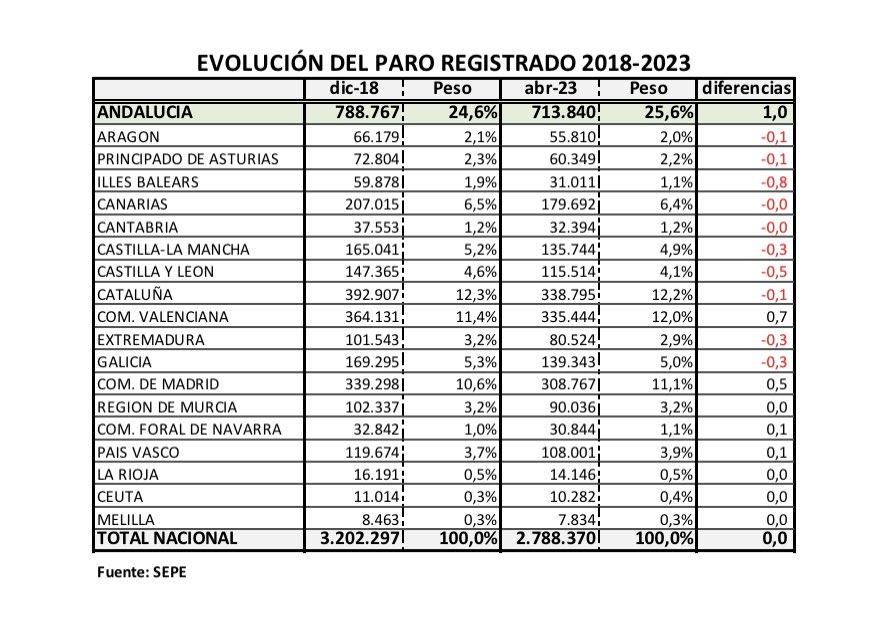 EVOLUCIÓN DEL PARO REGISTRADO 2018-2023
dic-18 Peso abr-23 Peso diferencias
ANDALUCIA 788.767 24,6% 713.840 25,6% 1,0
ARAGON 66.179 2,1% 55.810 2,0% -0,1
PRINCIPADO DE ASTURIAS 72.804 2,3% 60.349 2,2% -0,1
ILLES BALEARS 59.878 1,9% 31.011 1,1% -0,8
CANARIAS 207.015 6,5% 179.692 6,4% -0,0
CANTABRIA 37.553 1,2% 32.394 1,2% -0,0
CASTILLA-LA MANCHA 165.041 5,2% 135.744 4,9% -0,3
CASTILLA Y LEON 147.365 4,6% 115.514 4,1% -0,5
CATALUÑA 392.907 12,3% 338.795 12,2% -0,1
COM. VALENCIANA 364.131 11,4% 335.444 12,0% 0,7
EXTREMADURA 101.543 3,2% 80.524 2,9% -0,3
GALICIA 169.295 5,3% 139.343 5,0% -0,3
COM. DE MADRID 339.298 10,6% 308.767 11,1% 0,5
REGION DE MURCIA 102.337 3,2% 90.036 3,2% 0,0
COM. FORAL DE NAVARRA 32.842 1,0% 30.844 1,1% 0,1
PAIS VASCO 119.674 3,7% 108.001 3,9% 0,1
LA RIOJA 16.191 0,5% 14.146 0,5% 0,0
CEUTA 11.014 0,3% 10.282 0,4% 0,0
MELILLA 8.463 0,3% 7.834 0,3% 0,0
TOTAL NACIONAL 3.202.297 100,0% 2.788.370 100,0% 0,0
Fuente: SEPE